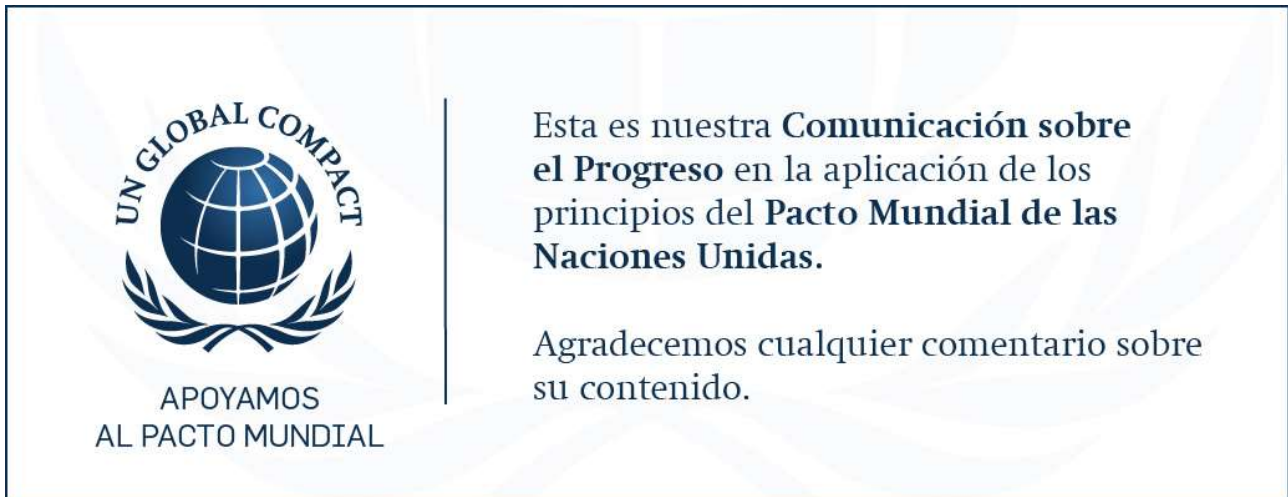 UN GLOBAL COMPACT
APOYAMOS
AL PACTO MUNDIAL
Esta es nuestra Comunicación sobre
el Progreso en la aplicación de los
principios del Pacto Mundial de las
Naciones Unidas.
Agradecemos cualquier comentario sobre
su contenido.